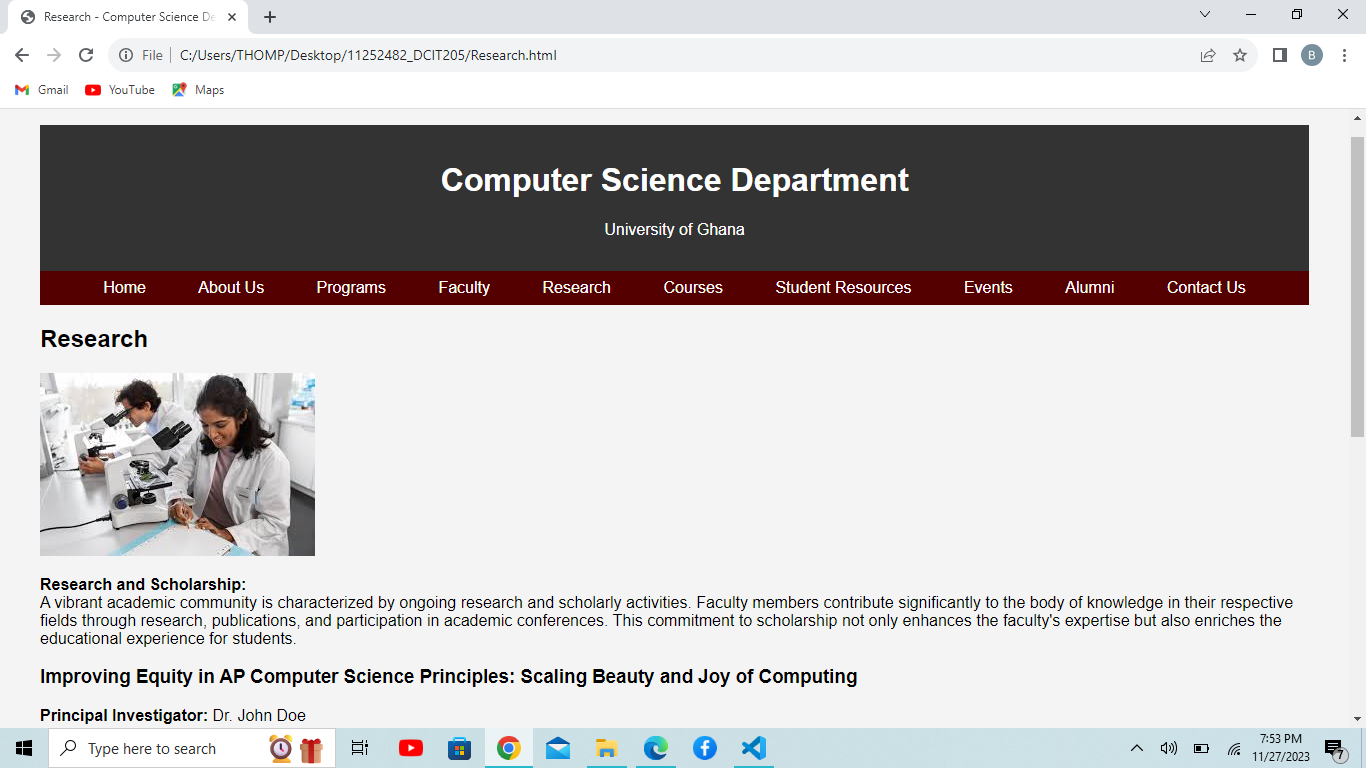 Research - Computer Science De
File
C:/Users/THOMP/Desktop/11252482_DCIT205/Research.html
B
Gmail YouTube Maps
Computer Science Department
University of Ghana
Home About Us Programs Faculty Research Courses Student Resources Events Alumni Contact Us
Research
Research and Scholarship:
A vibrant academic community is characterized by ongoing research and scholarly activities. Faculty members contribute significantly to the body of knowledge in their respective
fields through research, publications, and participation in academic conferences. This commitment to scholarship not only enhances the faculty's expertise but also enriches the
educational experience for students.
Improving Equity in AP Computer Science Principles: Scaling Beauty and Joy of Computing
Principal Investigator: Dr. John Doe
Type here to search
7:53 PM
11/27/2023
7